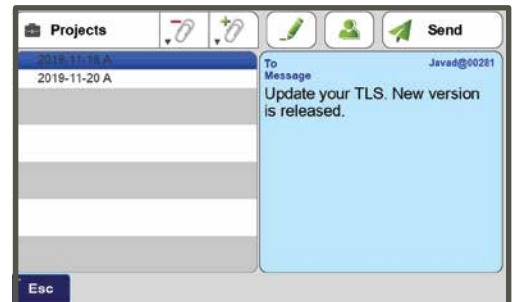 Projects
Send
2019-11-18 A
2019-11-20 A
To
Javad@00281
Message
Update your TLS. New version
is released.
Esc